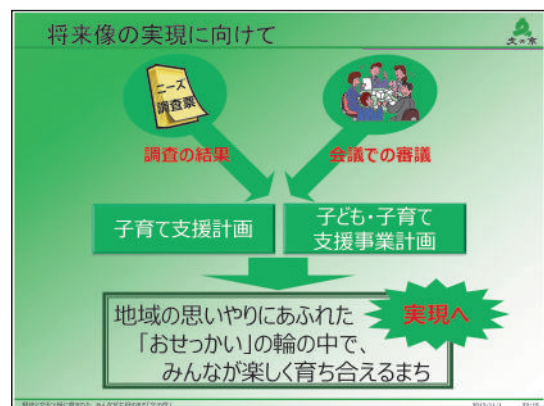 将来像の実現に向けて
文の京
ニーズ
調査票
調査の結果
会議での審議
子育て支援計画
子ども・子育て
支援事業計画
地域の思いやりにあふれた
「おせっかい」の輪の中で、
みんなが楽しく育ち合えるまち
実現へ